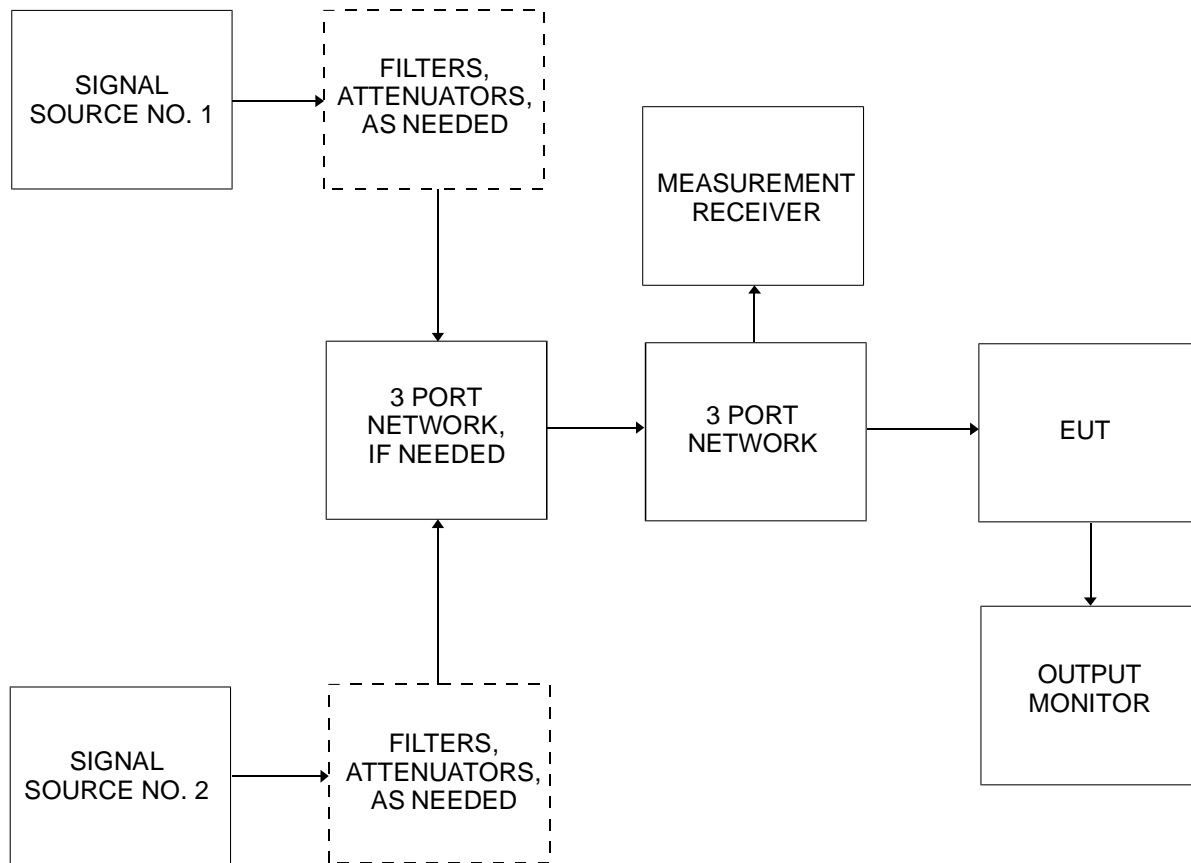 SIGNAL
SOURCE NO. 1
FILTERS,
ATTENUATORS,
AS NEEDED
MEASUREMENT
RECEIVER
3 PORT
NETWORK,
IF NEEDED
3 PORT
NETWORK
EUT
OUTPUT
MONITOR
SIGNAL
SOURCE NO. 2
FILTERS,
ATTENUATORS,
AS NEEDED